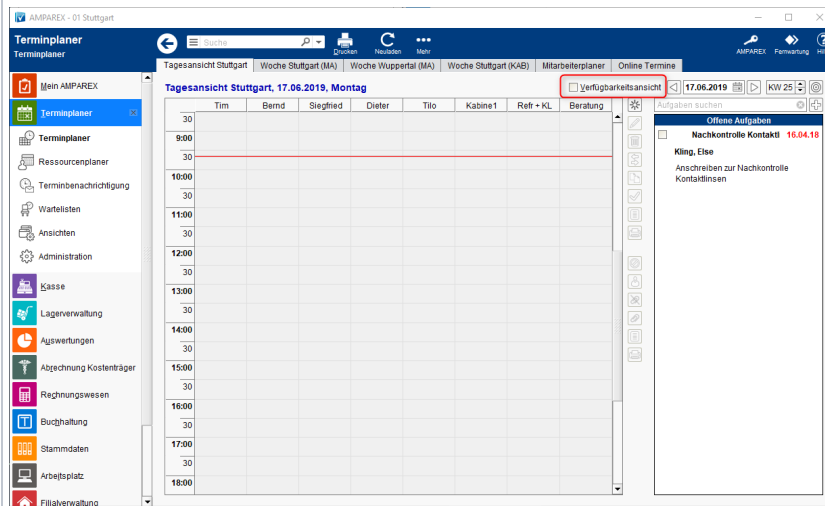 AMPAREX - 01 Stuttgart
Terminplaner
Terminplaner
Suche
Drucken
Neuladen
Mehr
AMPAREX
Fernwartung
Tagesansicht Stuttgart
Woche Stuttgart (MA)
Woche Wuppertal (MA)
Woche Stuttgart (KAB)
Mitarbeiterplaner
Online Termine
Mein AMPAREX
Terminplaner
Terminplaner
Ressourcenplaner
Terminbenachrichtigung
Wartelisten
Ansichten
Administration
Kasse
Lagerverwaltung
Auswertungen
Abrechnung Kostenträger
Rechnungswesen
Buchhaltung
Stammdaten
Arbeitsplatz
Filialverwaltung
Tagesansicht Stuttgart, 17.06.2019, Montag
Verfügbarkeitsansicht
17.06.2019
KW 25
Tim Bernd Siegfried Dieter Tilo Kabine1 Refr + KL Beratung
30
9:00
30
10:00
30
11:00
30
12:00
30
13:00
30
14:00
30
15:00
30
16:00
30
17:00
30
18:00
Aufgaben suchen
Offene Aufgaben
Nachkontrolle Kontaktl 16.04.18
Kling, Else
Anschreiben zur Nachkontrolle
Kontaktlinsen